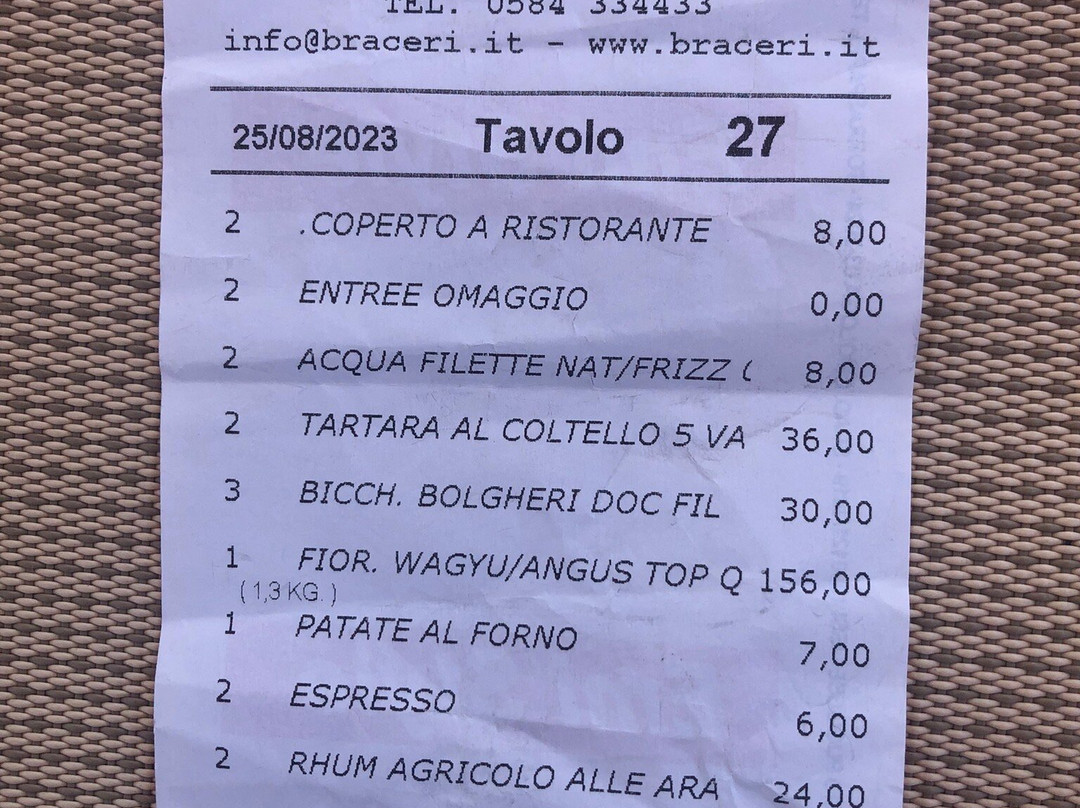 TEL. 0584 334433
info@braceri.it - www.braceri.it
25/08/2023 Tavolo 27
2 .COPERTO A RISTORANTE 8,00
2 ENTREE OMAGGIO 0,00
2 ACQUA FILETTE NAT/FRIZZ ( 8,00
2 TARTARA AL COLTELLO 5 VA 36,00
3 BICCH. BOLGHERI DOC FIL 30,00
1 FIOR. WAGYU/ANGUS TOP Q 156,00
( 1,3 KG. )
1 PATATE AL FORNO 7,00
2 ESPRESSO 6,00
2 RHUM AGRICOLO ALLE ARA 24,00